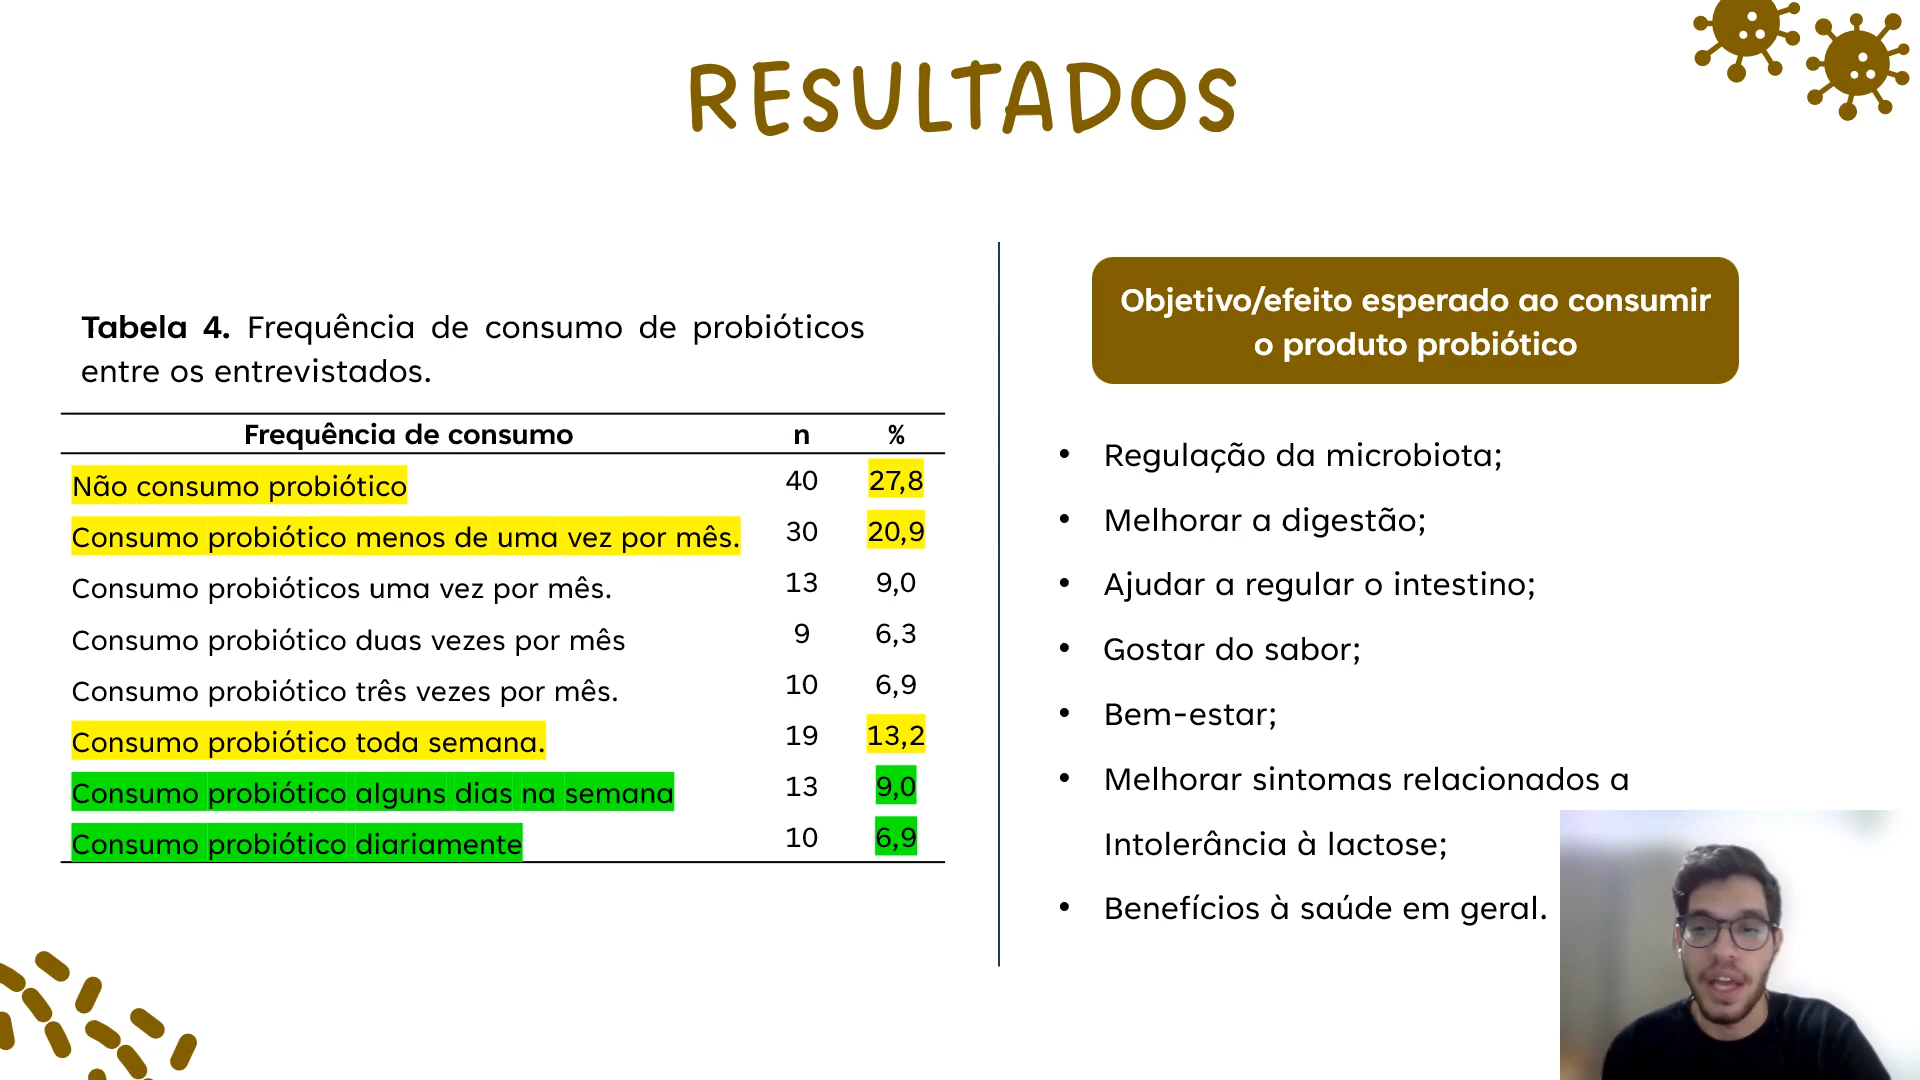 RESULTADOS
Tabela 4. Frequência de consumo de probióticos
entre os entrevistados.
Frequência de consumo n %
Não consumo probiótico 40 27,8
Consumo probiótico menos de uma vez por mês. 30 20,9
Consumo probióticos uma vez por mês. 13 9,0
Consumo probiótico duas vezes por mês 9 6,3
Consumo probiótico três vezes por mês. 10 6,9
Consumo probiótico toda semana. 19 13,2
Consumo probiótico alguns dias na semana 13 9,0
Consumo probiótico diariamente 10 6,9
Objetivo/efeito esperado ao consumir
o produto probiótico
• Regulação da microbiota;
• Melhorar a digestão;
• Ajudar a regular o intestino;
• Gostar do sabor;
• Bem-estar;
• Melhorar sintomas relacionados a
Intolerância à lactose;
• Benefícios à saúde em geral.